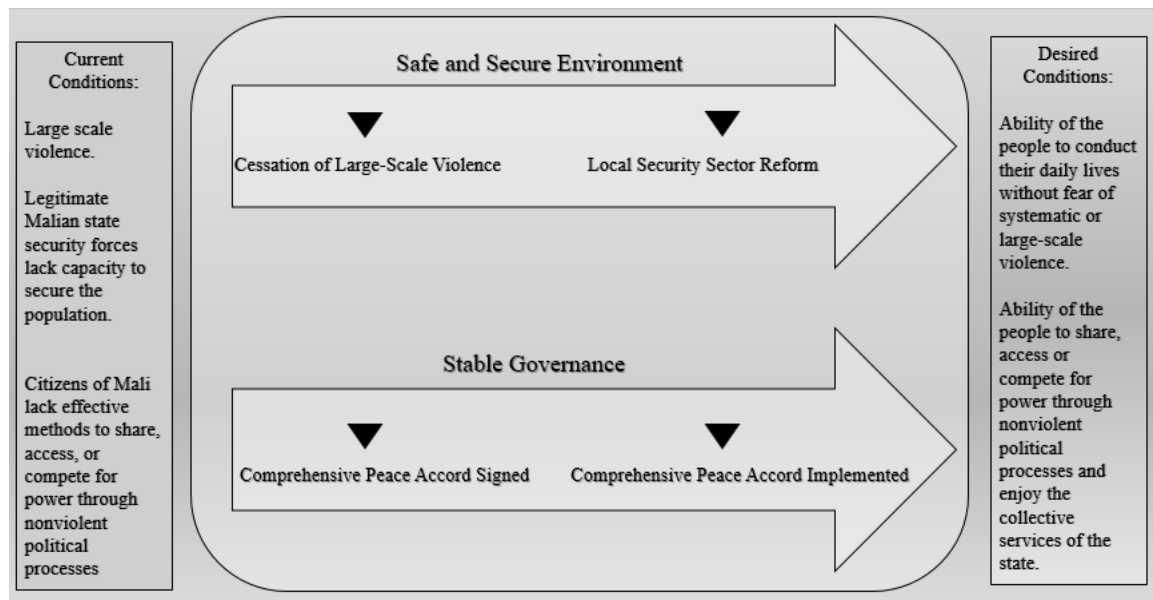 Current
Conditions:
Large scale
violence.
Legitimate
Malian state
security forces
lack capacity to
secure the
population.
Citizens of Mali
lack effective
methods to share,
access, or
compete for
power through
nonviolent
political
processes
Safe and Secure Environment
Cessation of Large-Scale Violence
Local Security Sector Reform
Stable Governance
Comprehensive Peace Accord Signed
Comprehensive Peace Accord Implemented
Desired
Conditions:
Ability of the
people to conduct
their daily lives
without fear of
systematic or
large-scale
violence.
Ability of the
people to share,
access or
compete for
power through
nonviolent
political
processes and
enjoy the
collective
services of the
state.